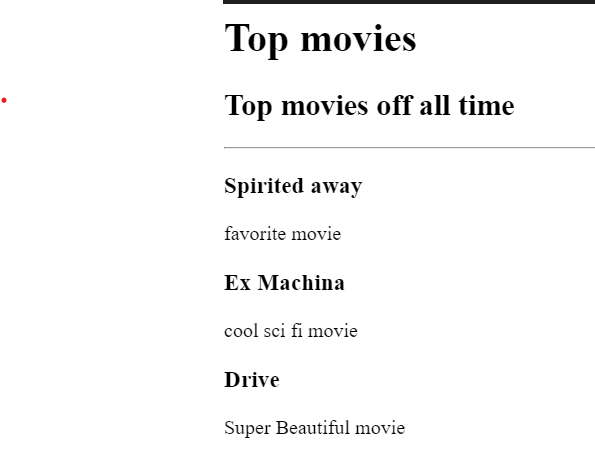 Top movies
Top movies off all time
Spirited away
favorite movie
Ex Machina
cool sci fi movie
Drive
Super Beautiful movie